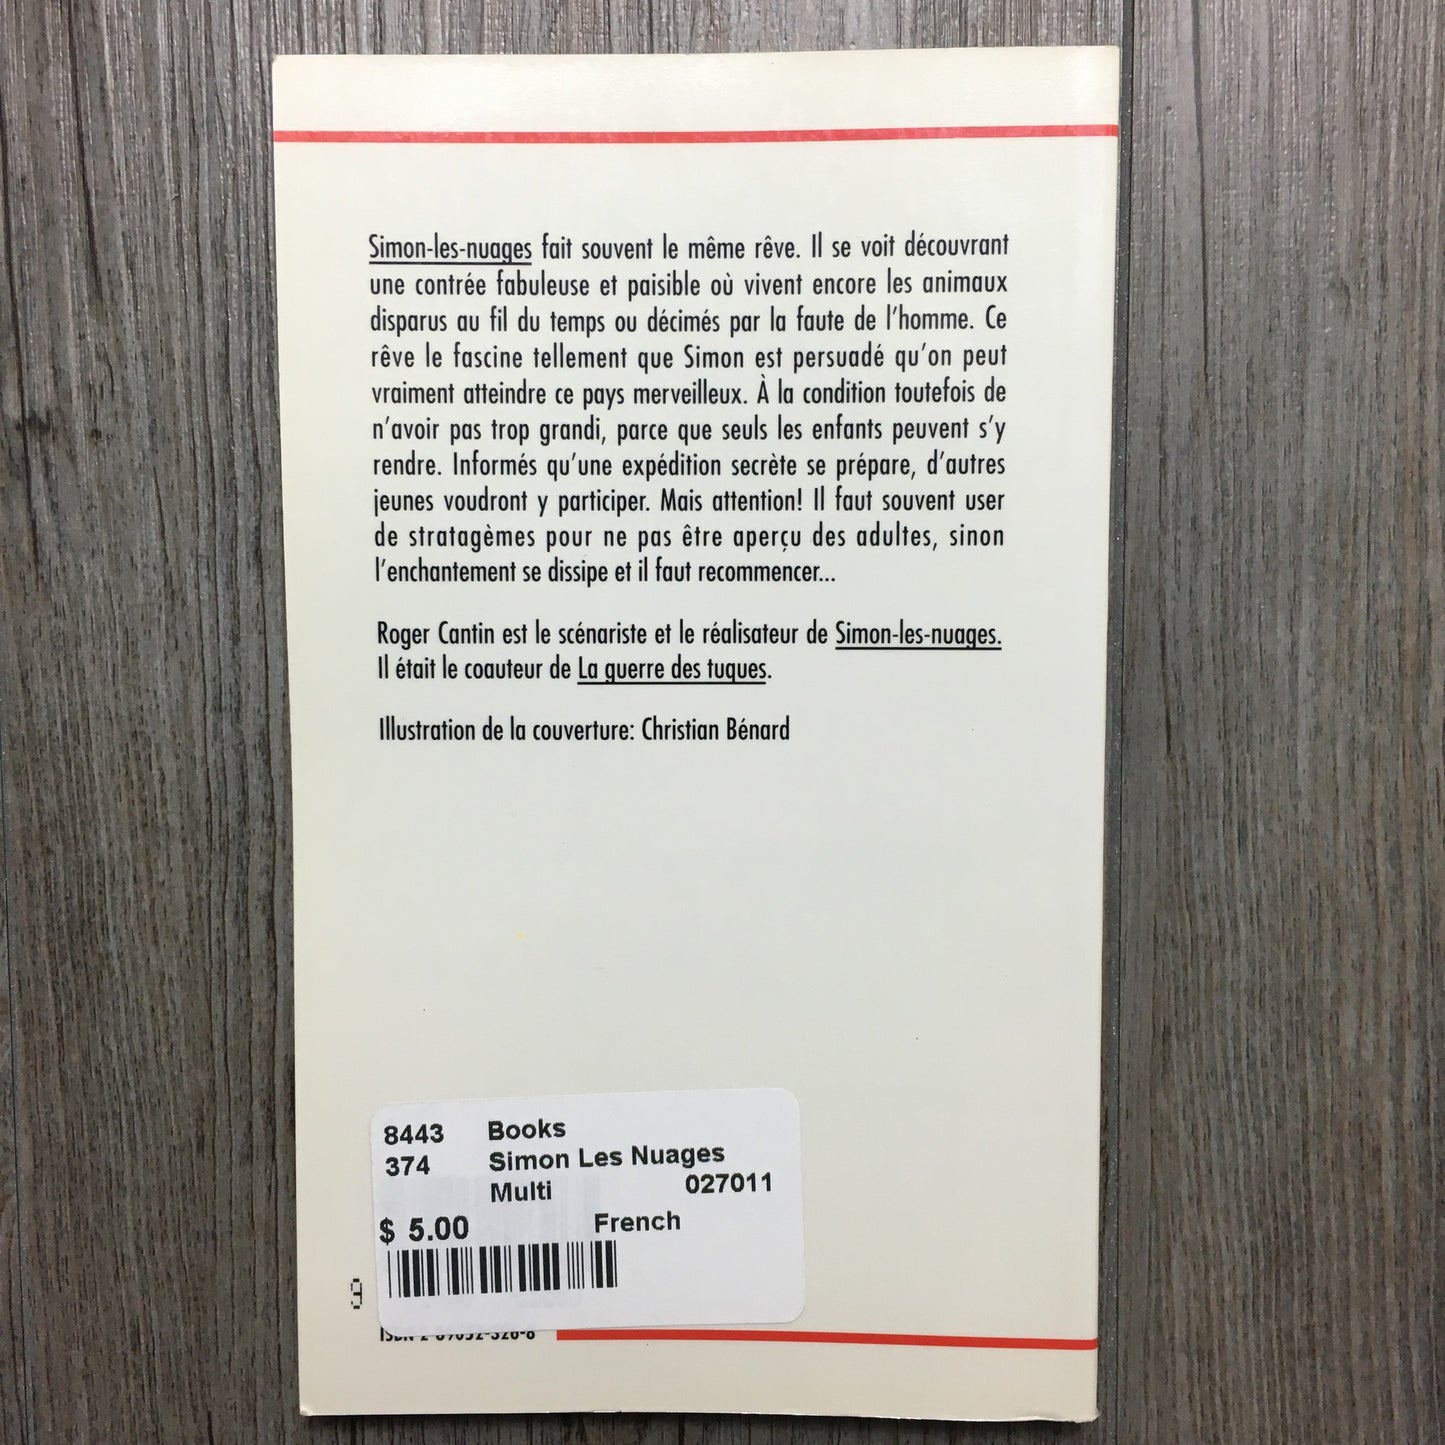 Simon-les-nuages fait souvent le même rêve. Il se voit découvrant
une contrée fabuleuse et paisible où vivent encore les animaux
disparus au fil du temps ou décimés par la faute de l'homme. Ce
rêve le fascine tellement que Simon est persuadé qu'on peut
vraiment atteindre ce pays merveilleux. À la condition toutefois de
n'avoir pas trop grandi, parce que seuls les enfants peuvent s'y
rendre. Informés qu'une expédition secrète se prépare, d'autres
jeunes voudront y participer. Mais attention! Il faut souvent user
de stratagèmes pour ne pas être aperçu des adultes, sinon
l'enchantement se dissipe et il faut recommencer...
Roger Cantin est le scénariste et le réalisateur de Simon-les-nuages.
Il était le coauteur de La guerre des tuques.
Illustration de la couverture: Christian Bénard
8443 Books
374 Simon Les Nuages
Multi 027011
$ 5.00 French
ISBN 2